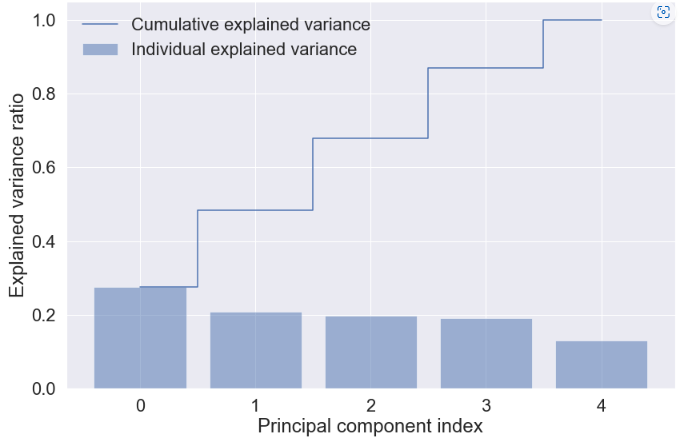 Cumulative explained variance
Individual explained variance
Explained variance ratio
1.0
0.8
0.6
0.4
0.2
0.0
0 1 2 3 4
Principal component index